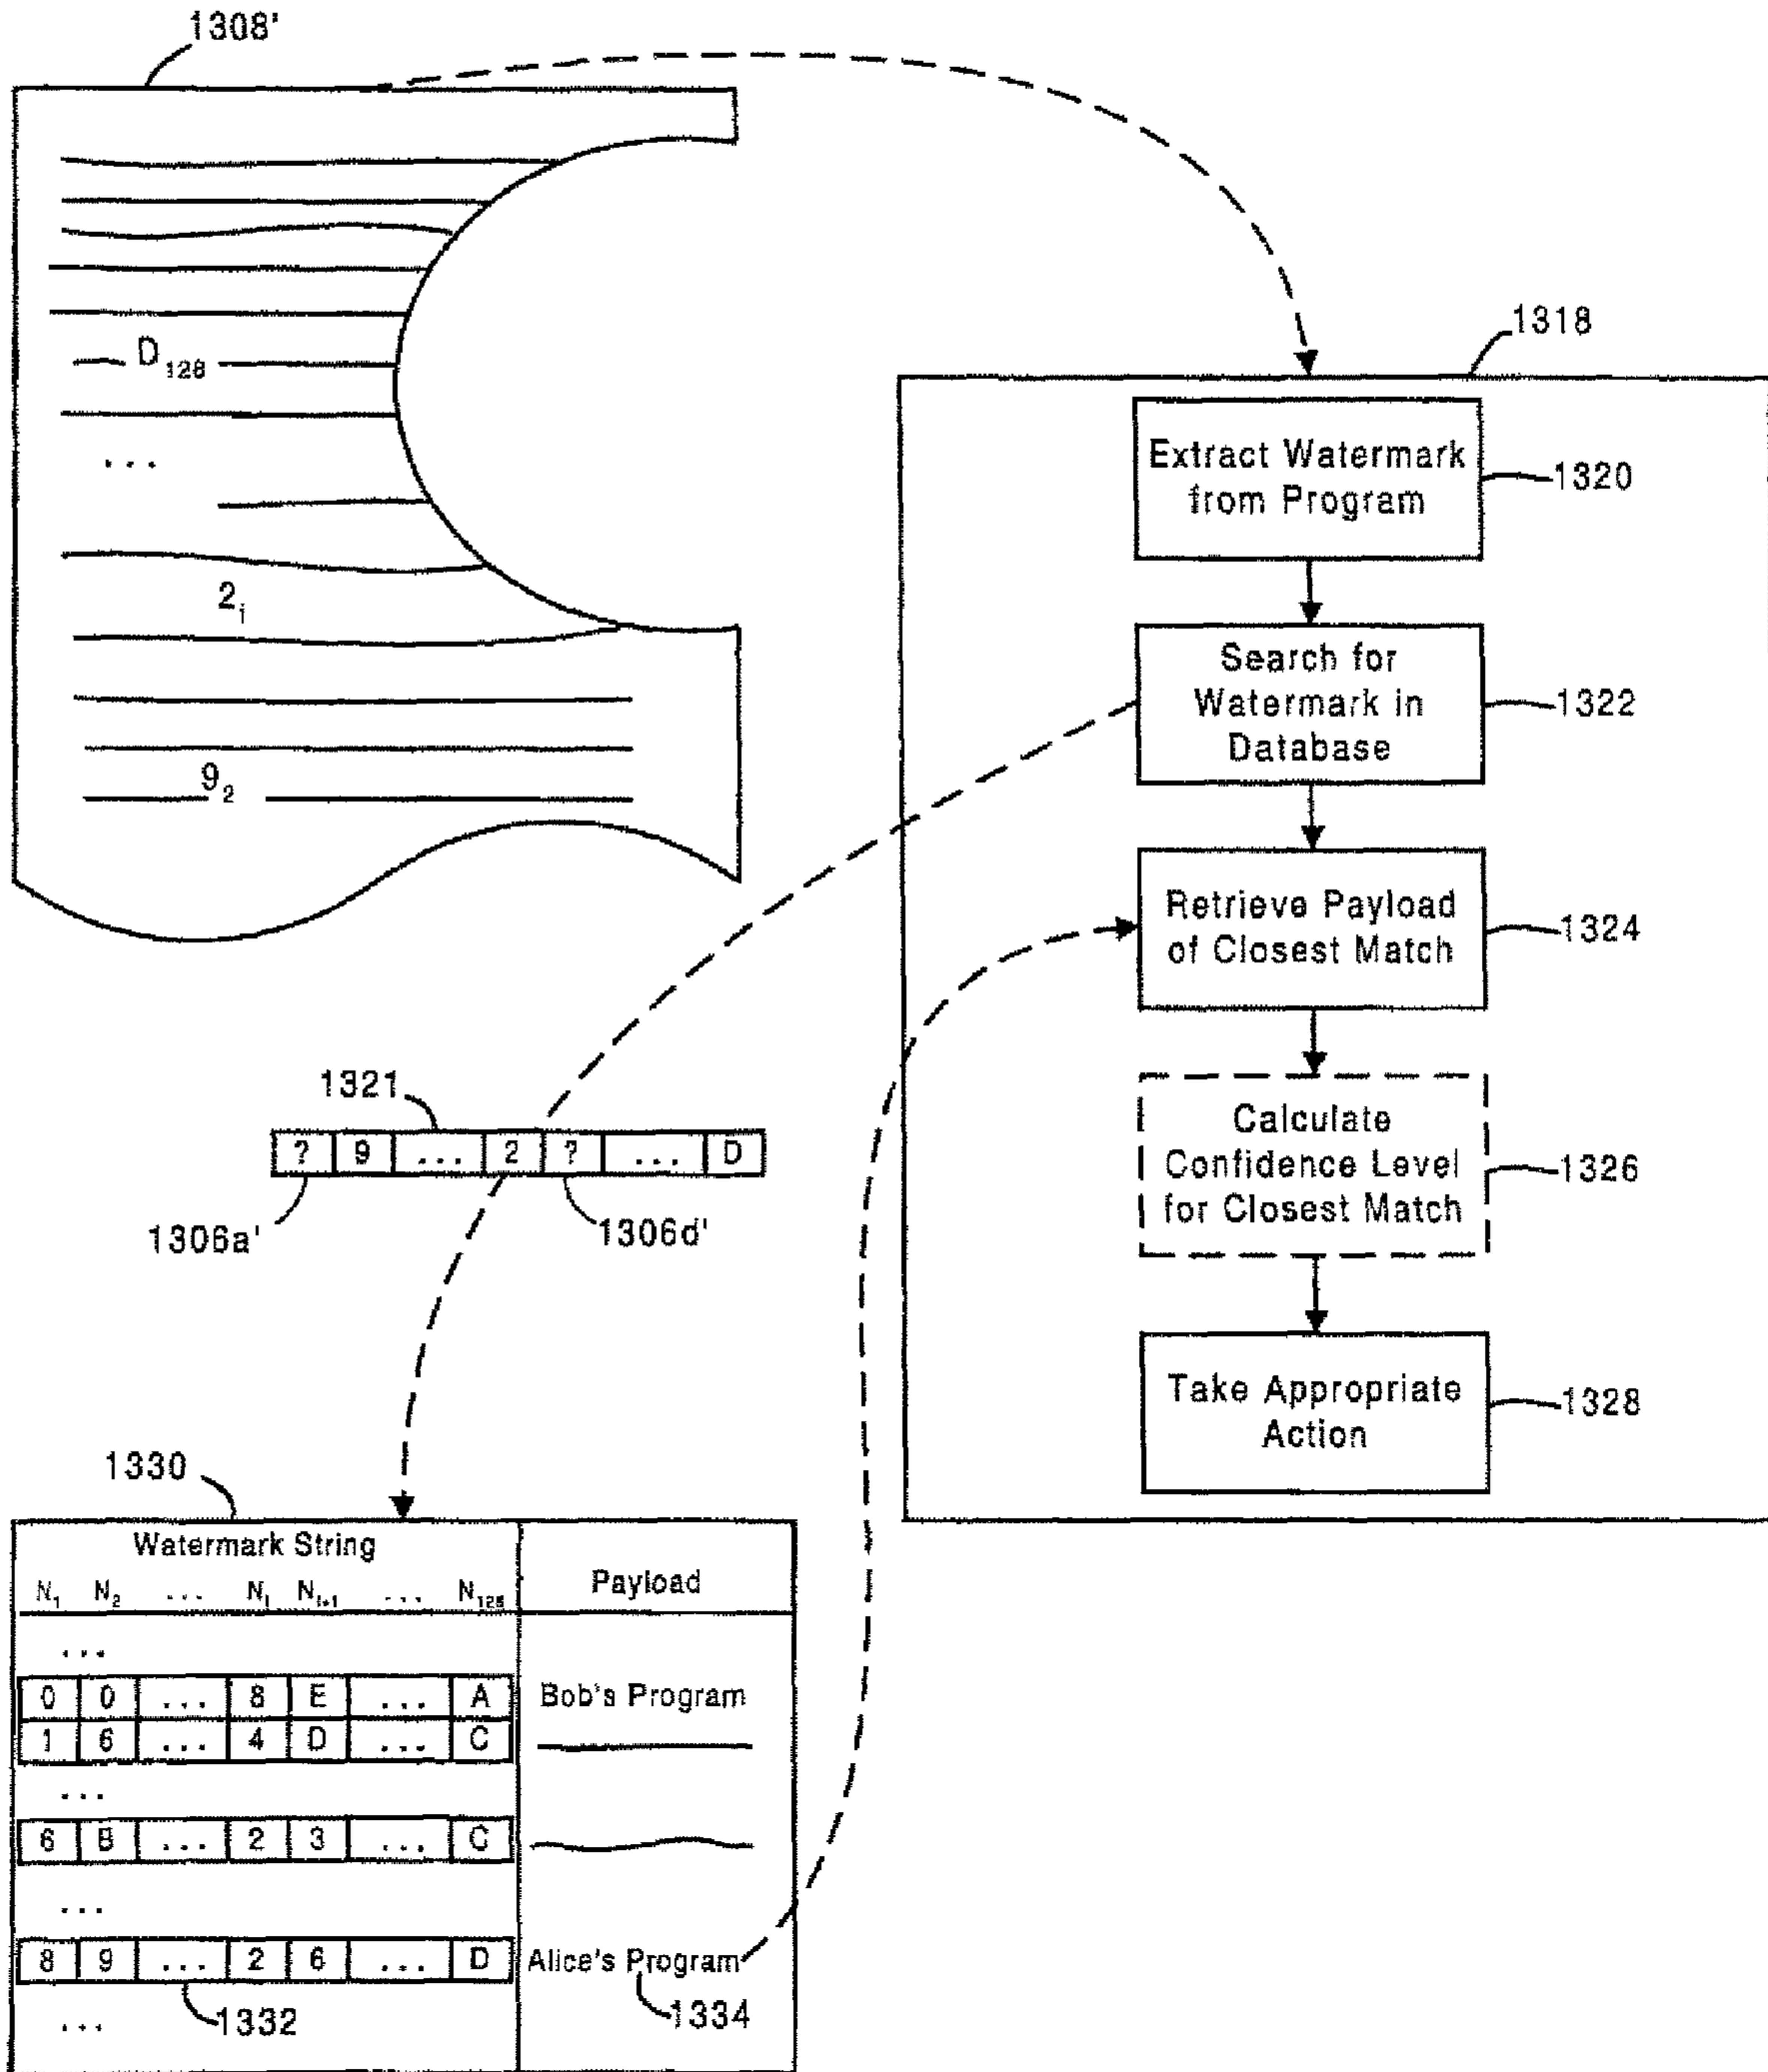 1308'
D128
...
2i
92
1318
Extract Watermark
from Program
1320
Search for
Watermark in
Database
1322
Retrieve Payload
of Closest Match
1324
Calculate
Confidence Level
for Closest Match
1326
Take Appropriate
Action
1328
1321
? 9 ... 2 ? ... D
1306a'
1306d'
1330
Watermark String
Payload
N1 N2 ... Ni Ni+1 ... N128
...
0 0 ... 8 E ... A Bob's Program
1 6 ... 4 D ... C
...
6 B ... 2 3 ... C
...
8 9 ... 2 6 ... D Alice's Program
1332
1334
...